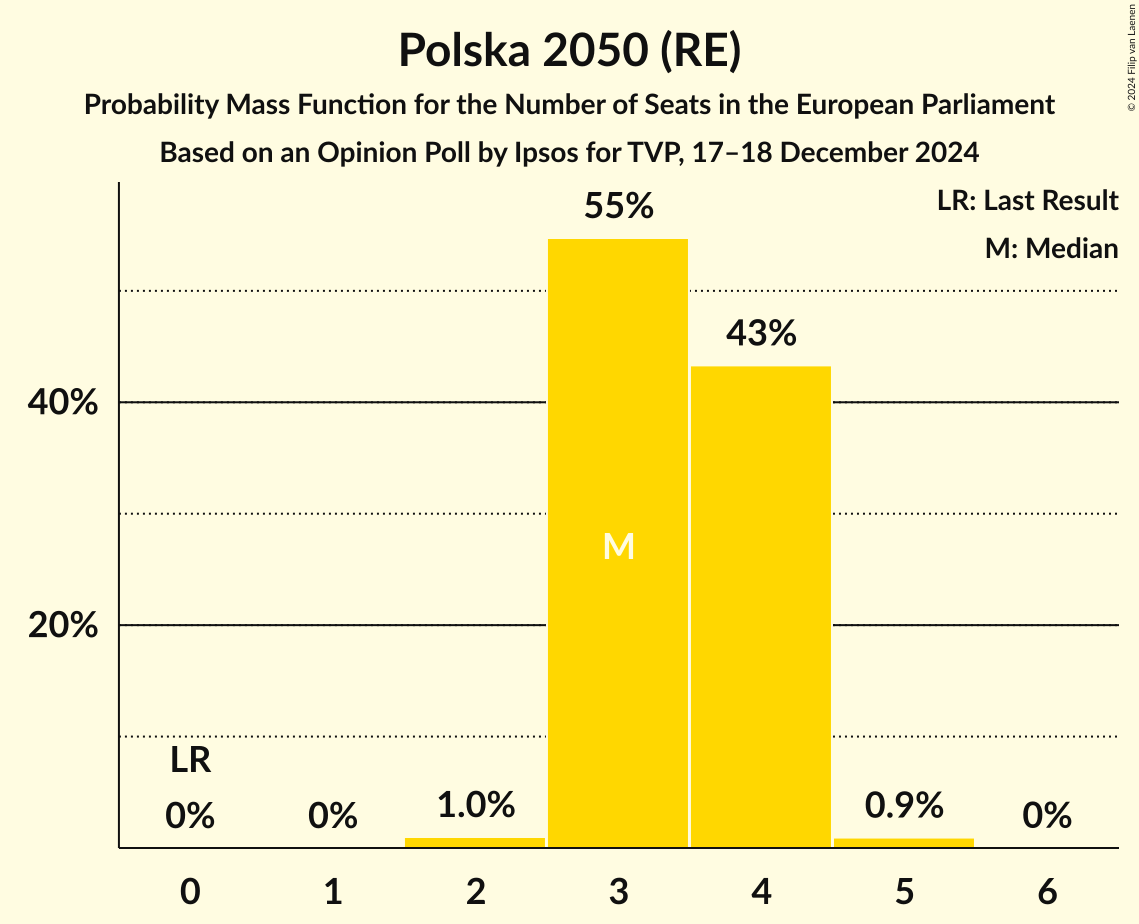 Polska 2050 (RE)
Probability Mass Function for the Number of Seats in the European Parliament
Based on an Opinion Poll by Ipsos for TVP, 17–18 December 2024
© 2024 Filip van Laenen
LR: Last Result
M: Median
55%
43%
40%
M
20%
LR
0%
0%
1.0%
0.9%
0%
0 1 2 3 4 5 6